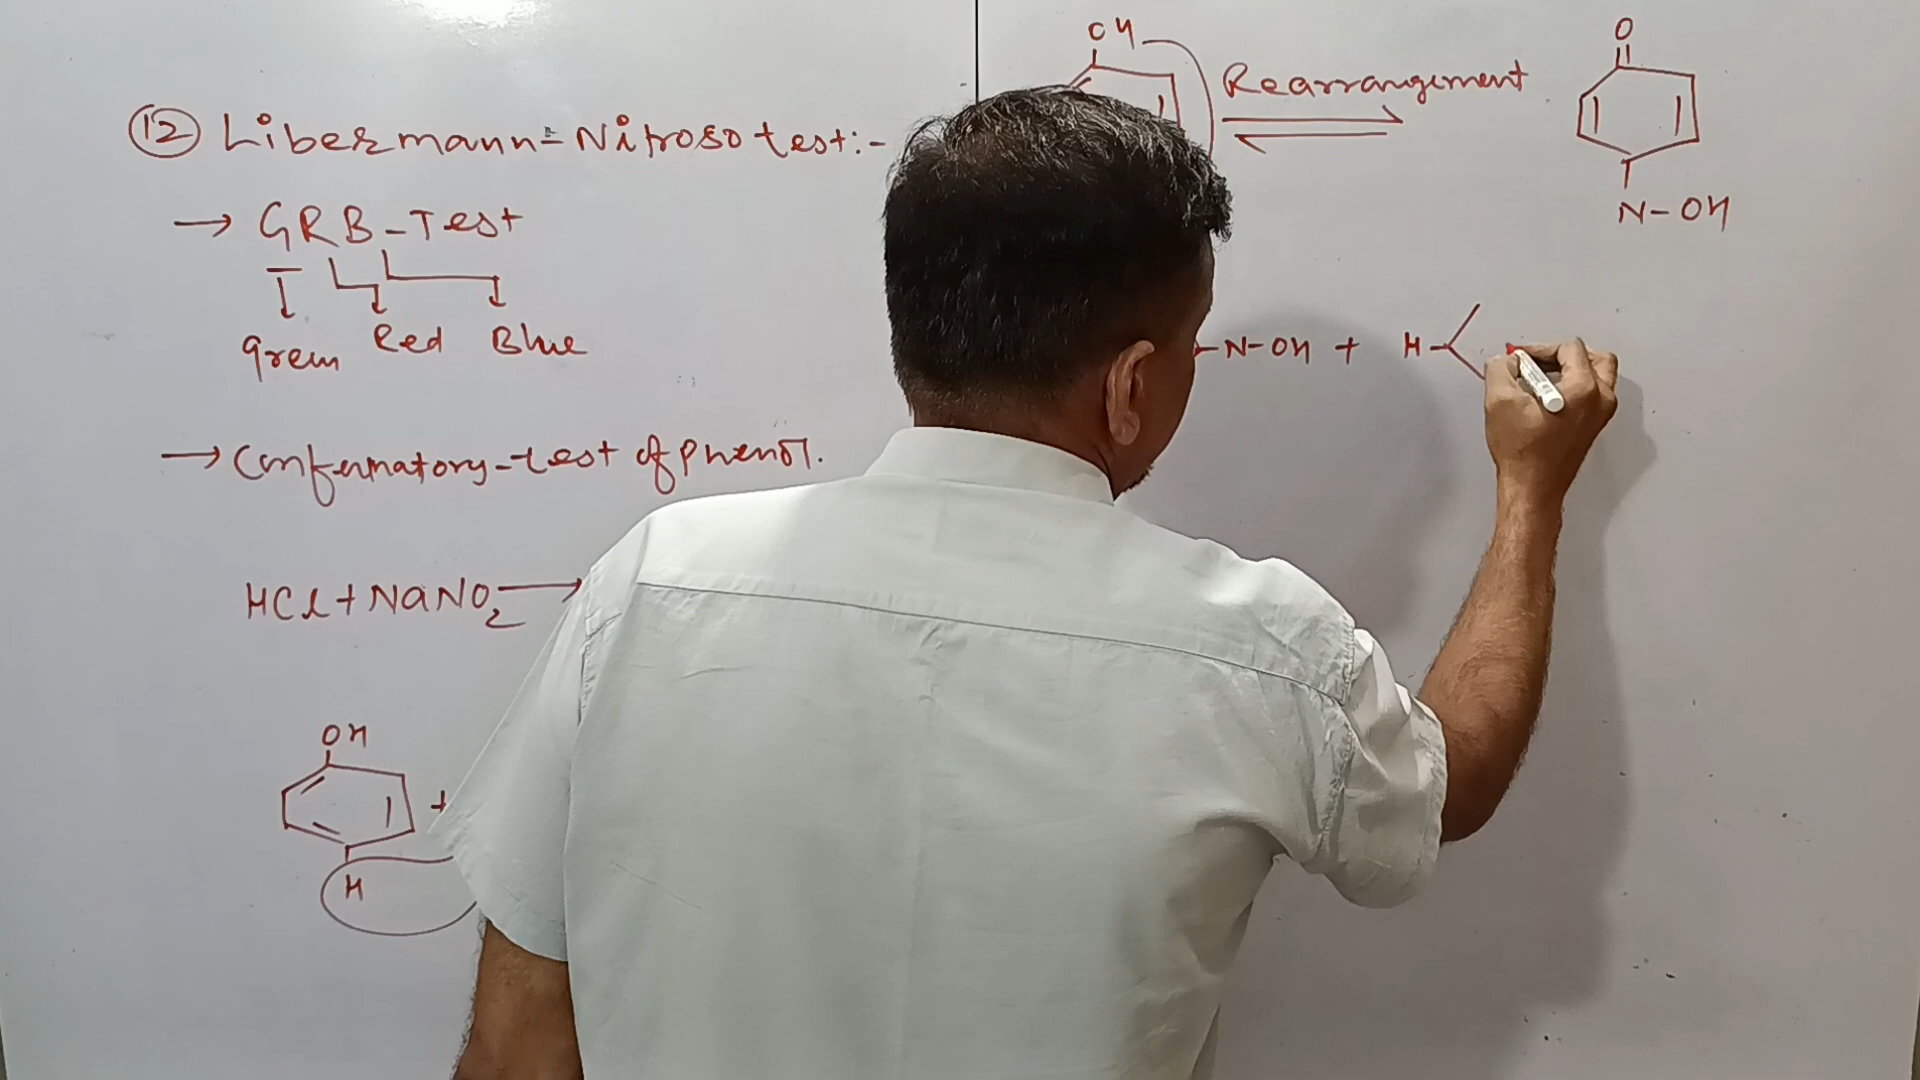 ⑫ Libermann = Nitroso test:-
→ GRB - Test
Green Red Blue
→ Confermatory - test of phenol.
HCl + NaNO₂ →
OH
+
H
OH
Rearrangement
O
N-OH
N-OH + H